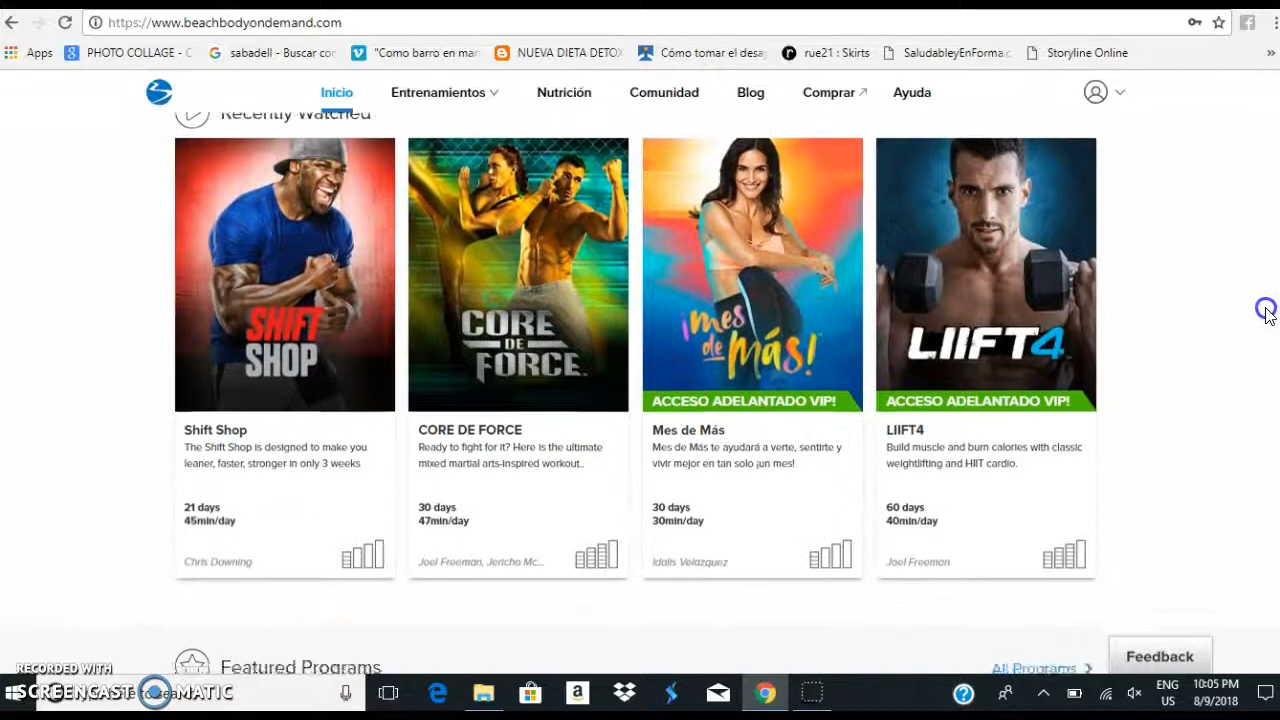 https://www.beachbodyondemand.com
Apps PHOTO COLLAGE - C sabadell - Buscar con "Como barro en man NUEVA DIETA DETOX Cómo tomar el desay rue21 : Skirts SaludableyEnForma.c Storyline Online »
Inicio Entrenamientos Nutrición Comunidad Blog Comprar Ayuda
Recently Watched
SHIFT
SHOP
CORE
DE
FORCE
¡mes
de más!
ACCESO ADELANTADO VIP!
LIIFT4
ACCESO ADELANTADO VIP!
Shift Shop
The Shift Shop is designed to make you
leaner, faster, stronger in only 3 weeks
21 days
45min/day
Chris Downing
CORE DE FORCE
Ready to fight for it? Here is the ultimate
mixed martial arts-inspired workout..
30 days
47min/day
Joel Freeman, Jericho Mc...
Mes de Más
Mes de Más te ayudará a verte, sentirte y
vivir mejor en tan solo ¡un mes!
30 days
30min/day
Idalis Velazquez
LIIFT4
Build muscle and burn calories with classic
weightlifting and HIIT cardio.
60 days
40min/day
Joel Freeman
Featured Programs
All Programs
Feedback
RECORDED WITH
SCREENCAST MATIC
ENG
US
10:05 PM
8/9/2018